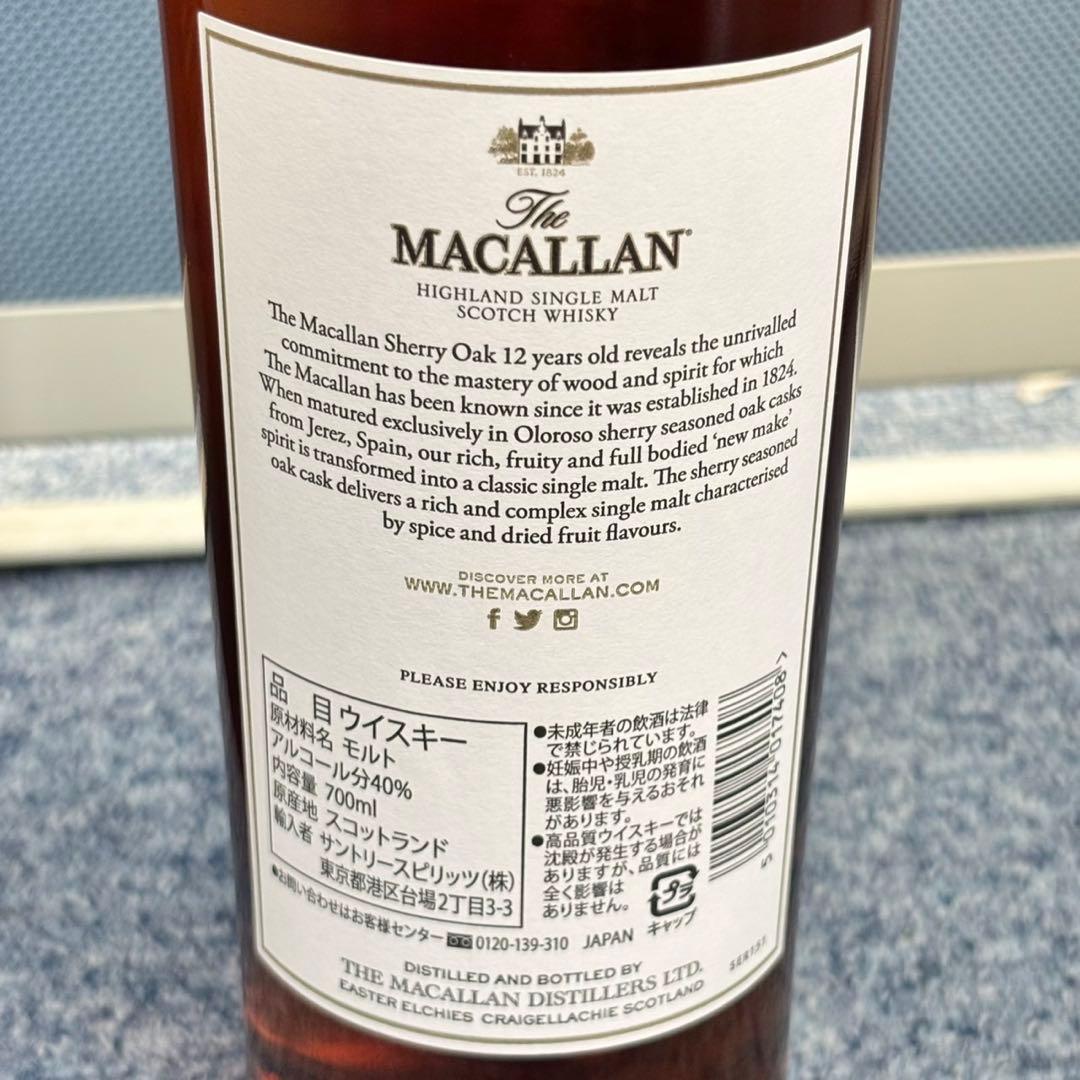 EST. 1824
The
MACALLAN
HIGHLAND SINGLE MALT
SCOTCH WHISKY
The Macallan Sherry Oak 12 years old reveals the unrivalled
commitment to the mastery of wood and spirit for which
The Macallan has been known since it was established in 1824.
When matured exclusively in Oloroso sherry seasoned oak casks
from Jerez, Spain, our rich, fruity and full bodied ‘new make’
spirit is transformed into a classic single malt. The sherry seasoned
oak cask delivers a rich and complex single malt characterised
by spice and dried fruit flavours.
DISCOVER MORE AT
WWW.THEMACALLAN.COM
PLEASE ENJOY RESPONSIBLY
品 目 ウイスキー
原材料名 モルト
アルコール分40%
内容量 700ml
原産地 スコットランド
輸入者 サントリースピリッツ(株)
東京都港区台場2丁目3-3
●お問い合わせはお客様センター 0120-139-310
●未成年者の飲酒は法律
で禁じられています。
●妊娠中や授乳期の飲酒
は、胎児・乳児の発育に
悪影響を与えるおそれ
があります。
●高品質ウイスキーでは
沈殿が発生する場合が
ありますが、品質には
全く影響は
ありません。
プラ
キャップ
JAPAN
5 010314 017408 >
DISTILLED AND BOTTLED BY
THE MACALLAN DISTILLERS LTD.
EASTER ELCHIES CRAIGELLACHIE SCOTLAND